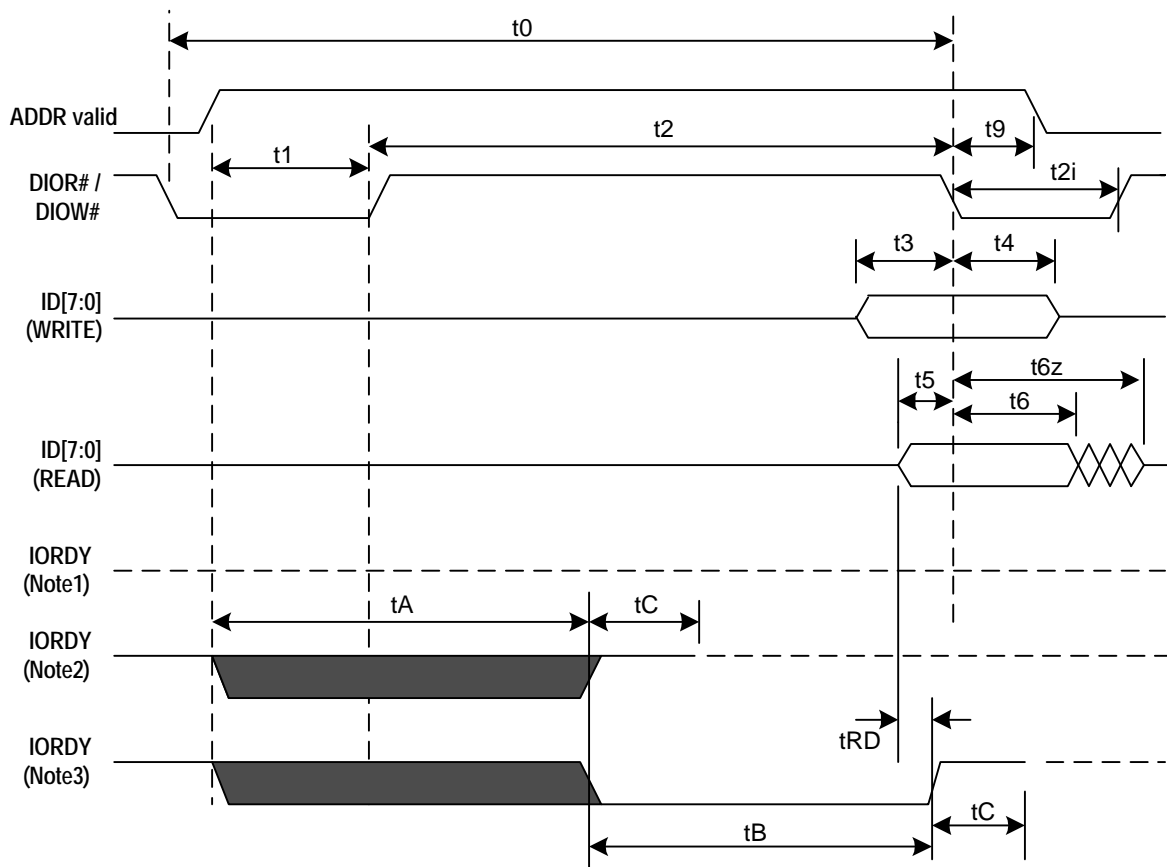 t0
ADDR valid
t2
t9
t1
DIOR# /
DIOW#
t2i
t3
t4
ID[7:0]
(WRITE)
t6z
t5
t6
ID[7:0]
(READ)
IORDY
(Note1)
tA
tC
IORDY
(Note2)
tRD
IORDY
(Note3)
tC
tB